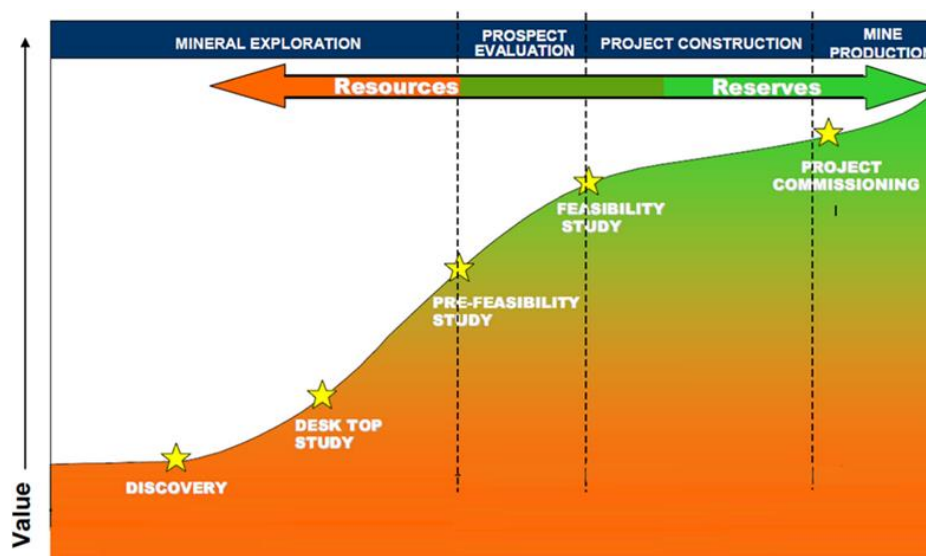 MINERAL EXPLORATION
PROSPECT
EVALUATION
PROJECT CONSTRUCTION
MINE
PRODUCTION
Resources
Reserves
PROJECT
COMMISSIONING
FEASIBILITY
STUDY
PRE-FEASIBILITY
STUDY
DESK TOP
STUDY
DISCOVERY
Value